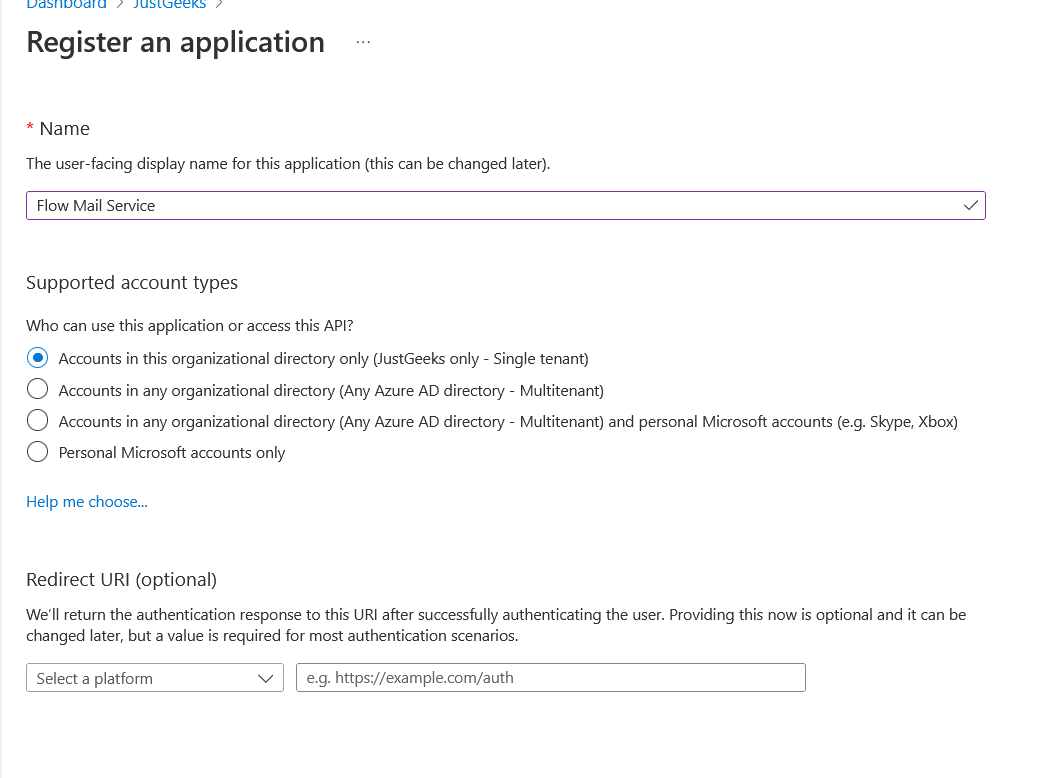 Dashboard > JustGeeks >
Register an application ...
* Name
The user-facing display name for this application (this can be changed later).
Flow Mail Service
Supported account types
Who can use this application or access this API?
Accounts in this organizational directory only (JustGeeks only - Single tenant)
Accounts in any organizational directory (Any Azure AD directory - Multitenant)
Accounts in any organizational directory (Any Azure AD directory - Multitenant) and personal Microsoft accounts (e.g. Skype, Xbox)
Personal Microsoft accounts only
Help me choose...
Redirect URI (optional)
We'll return the authentication response to this URI after successfully authenticating the user. Providing this now is optional and it can be
changed later, but a value is required for most authentication scenarios.
Select a platform e.g. https://example.com/auth